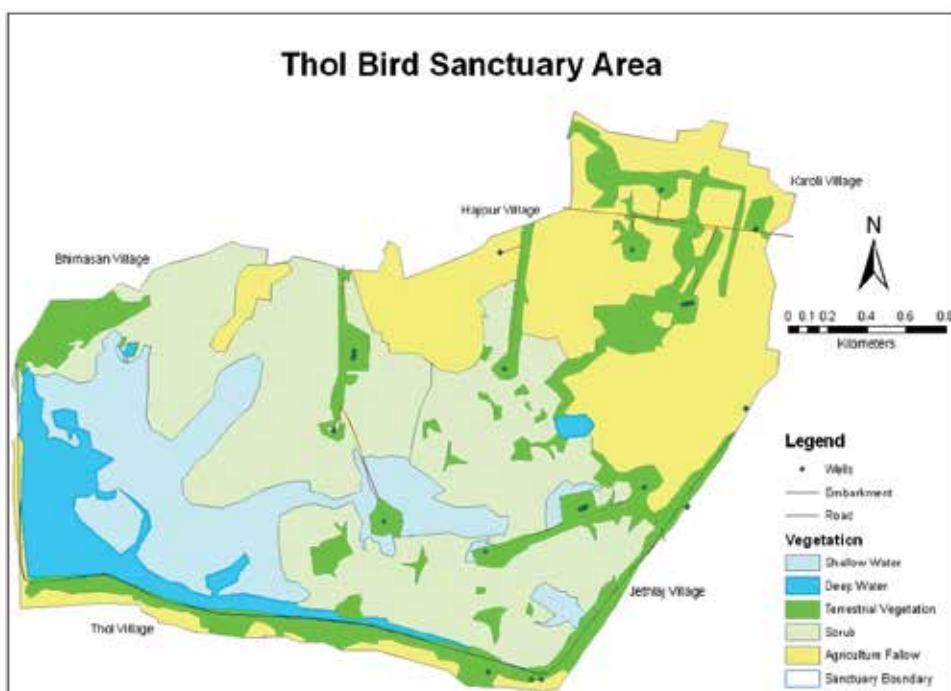 Thol Bird Sanctuary Area
Karoli Village
Hajour Village
Bhimasan Village
N
0 0.1 0.2 0.4 0.6 0.8
Kilometers
Legend
Wells
Embarkment
Road
Vegetation
Shallow Water
Deep Water
Terrestrial Vegetation
Scrub
Agriculture Fallow
Sanctuary Boundary
Jethlaj Village
Thol Village